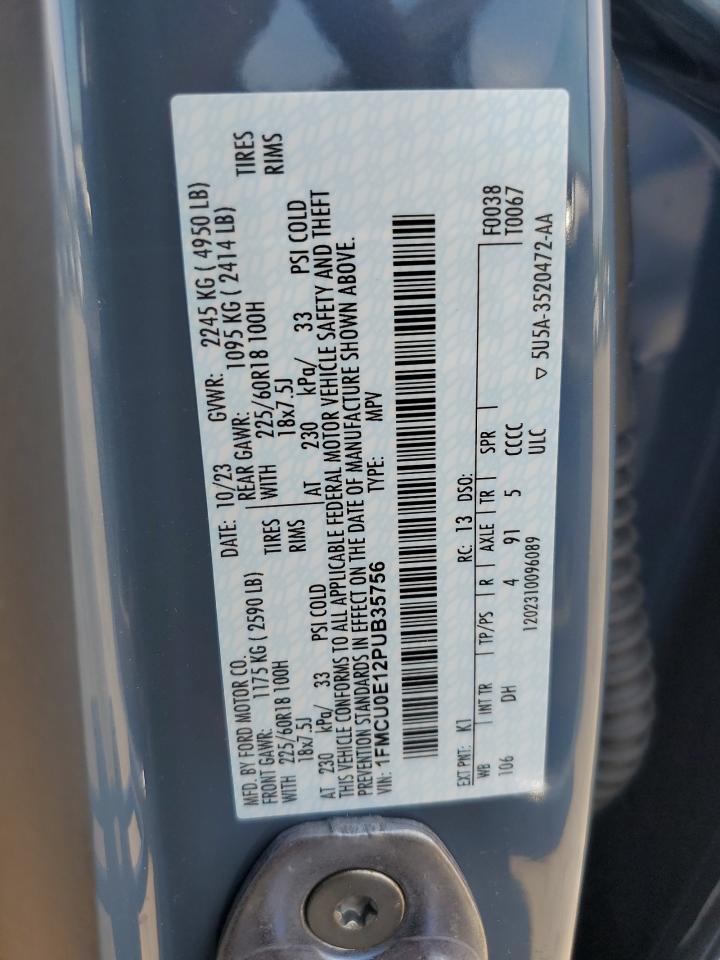 MFD. BY FORD MOTOR CO.
DATE: 10/23 GVWR: 2245 KG ( 4950 LB)
FRONT GAWR: 1175 KG ( 2590 LB) REAR GAWR: 1095 KG ( 2414 LB)
WITH 225/60R18 100H TIRES WITH 225/60R18 100H TIRES
18x7.5J RIMS 18x7.5J RIMS
AT 230 kPa/ 33 PSI COLD AT 230 kPa/ 33 PSI COLD
THIS VEHICLE CONFORMS TO ALL APPLICABLE FEDERAL MOTOR VEHICLE SAFETY AND THEFT
PREVENTION STANDARDS IN EFFECT ON THE DATE OF MANUFACTURE SHOWN ABOVE.
VIN: 1FMCU0E12PUB35756 TYPE: MPV
F0038
T0067
EXT PNT: K1 RC: 13 DSO:
WB INT TR TP/PS R AXLE TR SPR
106 DH 4 91 5 CCCC
1202310096089 ULC
▽ 5U5A-3520472-AA